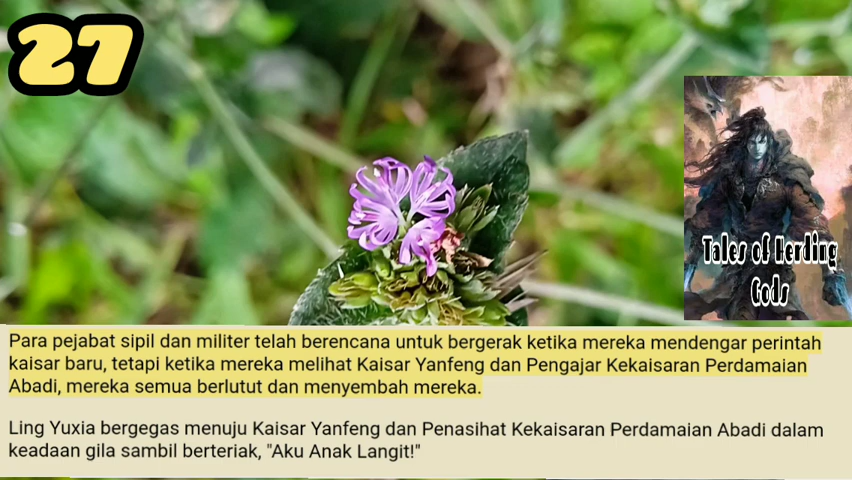 27
Tales of Herding
Gods
Para pejabat sipil dan militer telah berencana untuk bergerak ketika mereka mendengar perintah
kaisar baru, tetapi ketika mereka melihat Kaisar Yanfeng dan Pengajar Kekaisaran Perdamaian
Abadi, mereka semua berlutut dan menyembah mereka.
Ling Yuxia bergegas menuju Kaisar Yanfeng dan Penasihat Kekaisaran Perdamaian Abadi dalam
keadaan gila sambil berteriak, "Aku Anak Langit!"